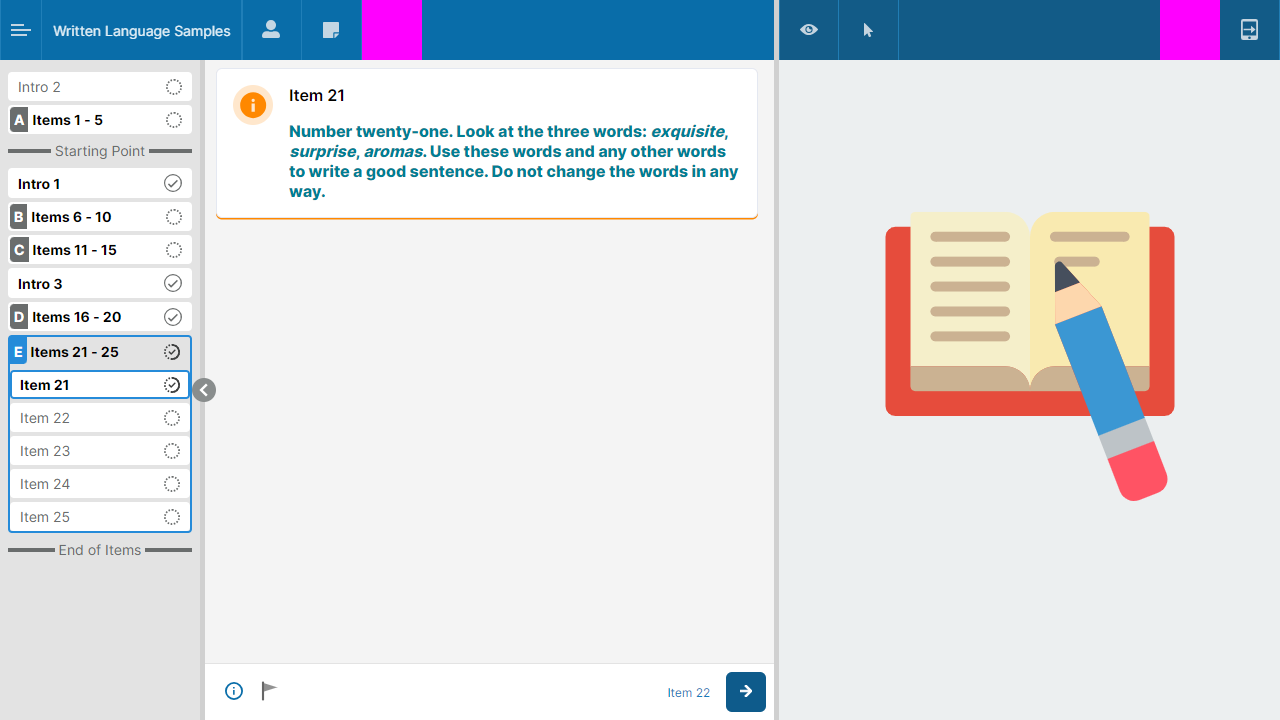 Written Language Samples
Intro 2
A Items 1 - 5
Starting Point
Intro 1
B Items 6 - 10
C Items 11 - 15
Intro 3
D Items 16 - 20
E Items 21 - 25
Item 21
Item 22
Item 23
Item 24
Item 25
End of Items
Item 21
Number twenty-one. Look at the three words: exquisite,
surprise, aromas. Use these words and any other words
to write a good sentence. Do not change the words in any
way.
Item 22